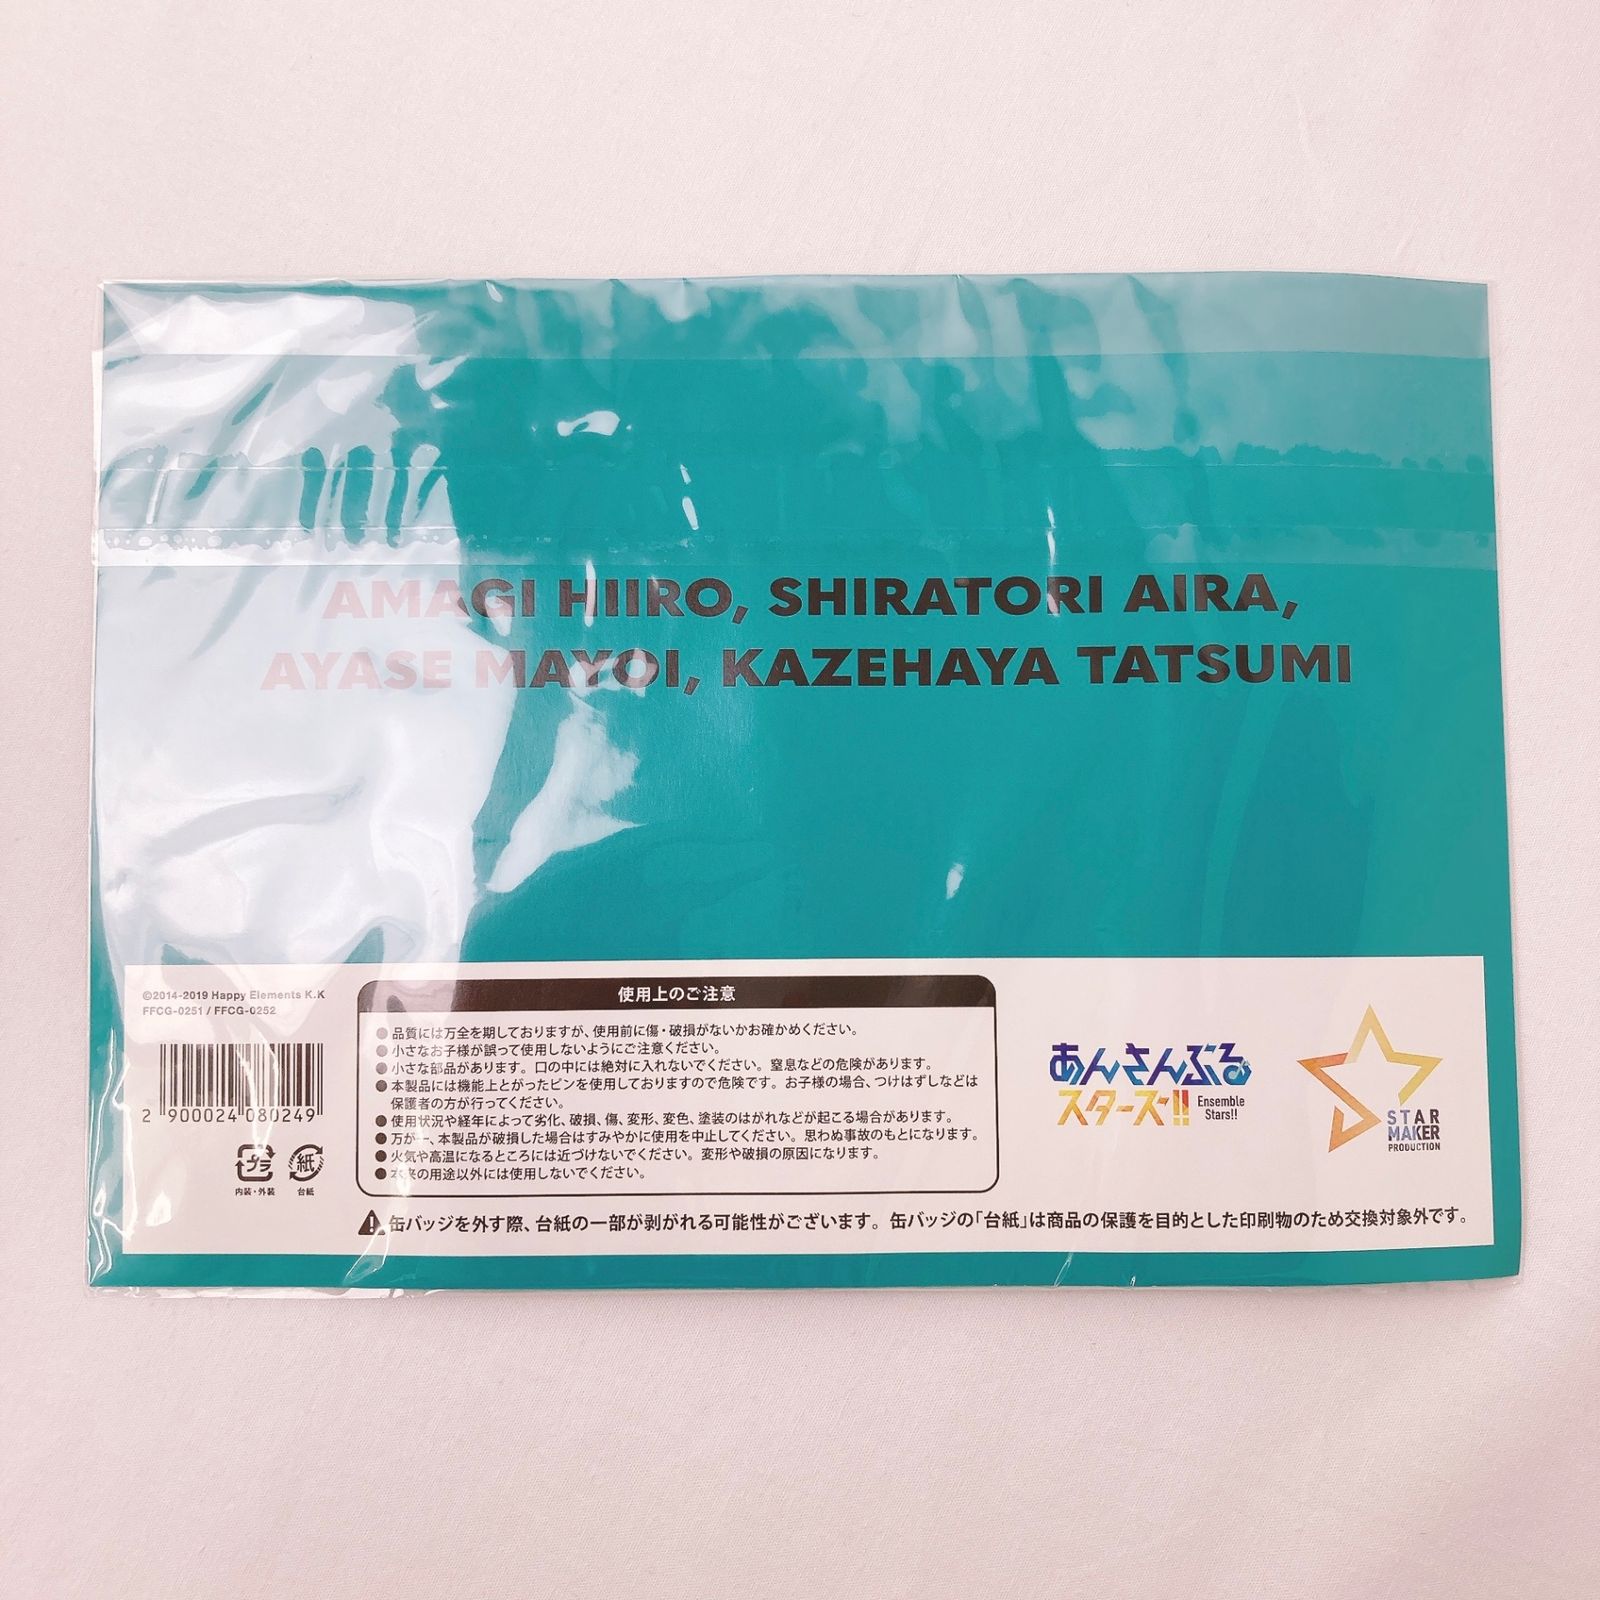 AMAGI HIIRO, SHIRATORI AIRA,
AYASE MAYOI, KAZEHAYA TATSUMI
©2014-2019 Happy Elements K.K
FFCG-0251 / FFCG-0252
2 900024 080249
プラ
内装・外装
紙
台紙
使用上のご注意
●品質には万全を期しておりますが、使用前に傷・破損がないかお確かめください。
●小さなお子様が誤って使用しないようにご注意ください。
●小さな部品があります。口の中には絶対に入れないでください。窒息などの危険があります。
●本製品には機能上とがったピンを使用しておりますので危険です。お子様の場合、つけはずしなどは
保護者の方が行ってください。
●使用状況や経年によって劣化、破損、傷、変形、変色、塗装のはがれなどが起こる場合があります。
●万が一、本製品が破損した場合はすみやかに使用を中止してください。思わぬ事故のもとになります。
●火気や高温になるところには近づけないでください。変形や破損の原因になります。
●本来の用途以外には使用しないでください。
あんさんぶる
スターズ!!
Ensemble
Stars!!
STAR
MAKER
PRODUCTION
缶バッジを外す際、台紙の一部が剥がれる可能性がございます。缶バッジの「台紙」は商品の保護を目的とした印刷物のため交換対象外です。